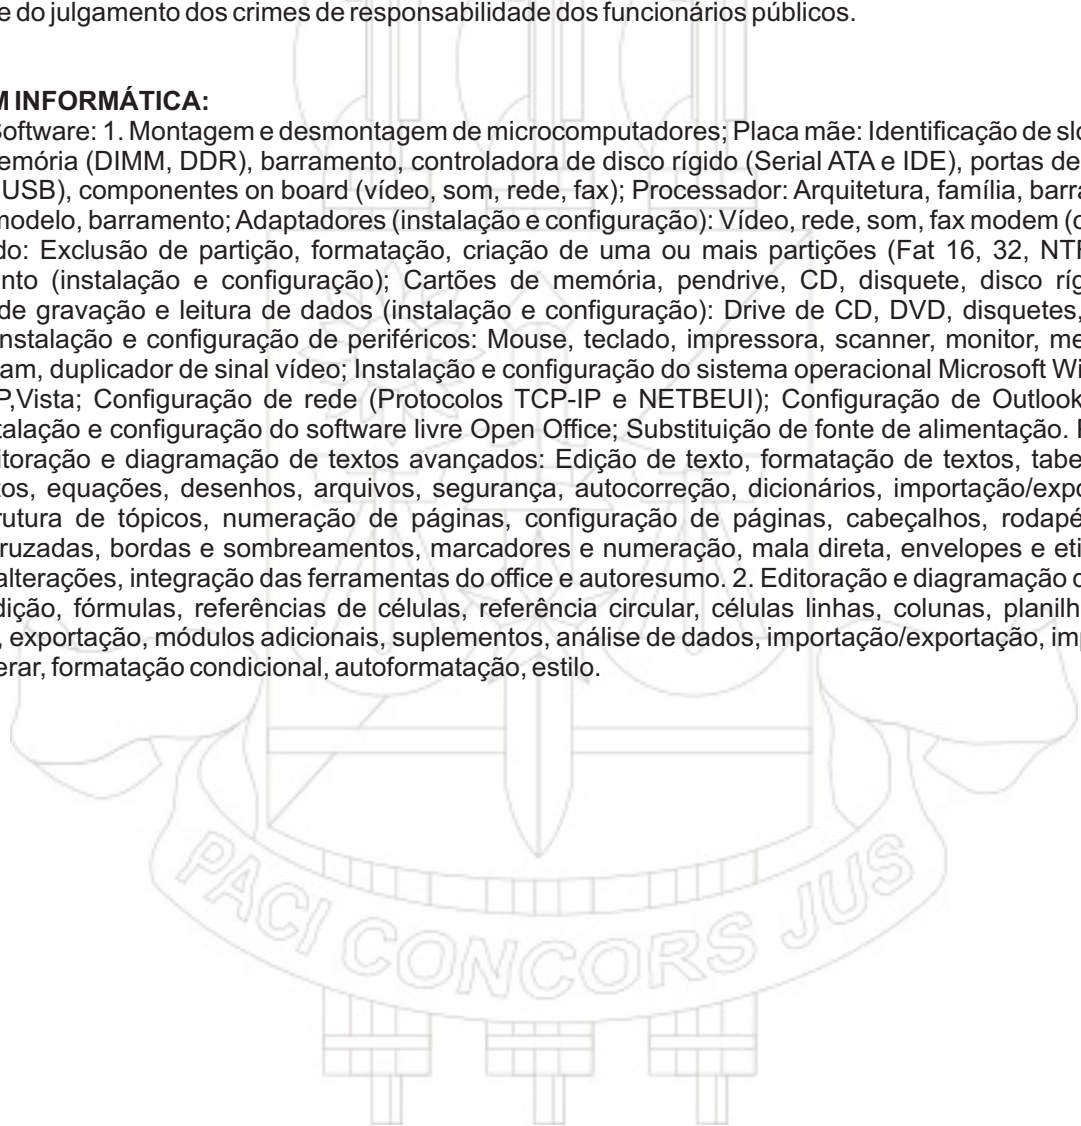 e do julgamento dos crimes de responsabilidade dos funcionários públicos.
M INFORMÁTICA:
Software: 1. Montagem e desmontagem de microcomputadores; Placa mãe: Identificação de slo
emória (DIMM, DDR), barramento, controladora de disco rígido (Serial ATA e IDE), portas de
USB), componentes on board (vídeo, som, rede, fax); Processador: Arquitetura, família, barra
modelo, barramento; Adaptadores (instalação e configuração): Vídeo, rede, som, fax modem (o
do: Exclusão de partição, formatação, criação de uma ou mais partições (Fat 16, 32, NTF
nto (instalação e configuração); Cartões de memória, pendrive, CD, disquete, disco ríg
de gravação e leitura de dados (instalação e configuração): Drive de CD, DVD, disquetes,
nstalação e configuração de periféricos: Mouse, teclado, impressora, scanner, monitor, me
am, duplicador de sinal vídeo; Instalação e configuração do sistema operacional Microsoft Wi
P,Vista; Configuração de rede (Protocolos TCP-IP e NETBEUI); Configuração de Outlook
talação e configuração do software livre Open Office; Substituição de fonte de alimentação.
itoração e diagramação de textos avançados: Edição de texto, formatação de textos, tabe
tos, equações, desenhos, arquivos, segurança, autocorreção, dicionários, importação/expo
rutura de tópicos, numeração de páginas, configuração de páginas, cabeçalhos, rodapé
ruzadas, bordas e sombreamentos, marcadores e numeração, mala direta, envelopes e eti
alterações, integração das ferramentas do office e autoresumo. 2. Editoração e diagramação
dição, fórmulas, referências de células, referência circular, células linhas, colunas, planilh
, exportação, módulos adicionais, suplementos, análise de dados, importação/exportação, imp
erar, formatação condicional, autoformatação, estilo.
PACI CONCORS JUS